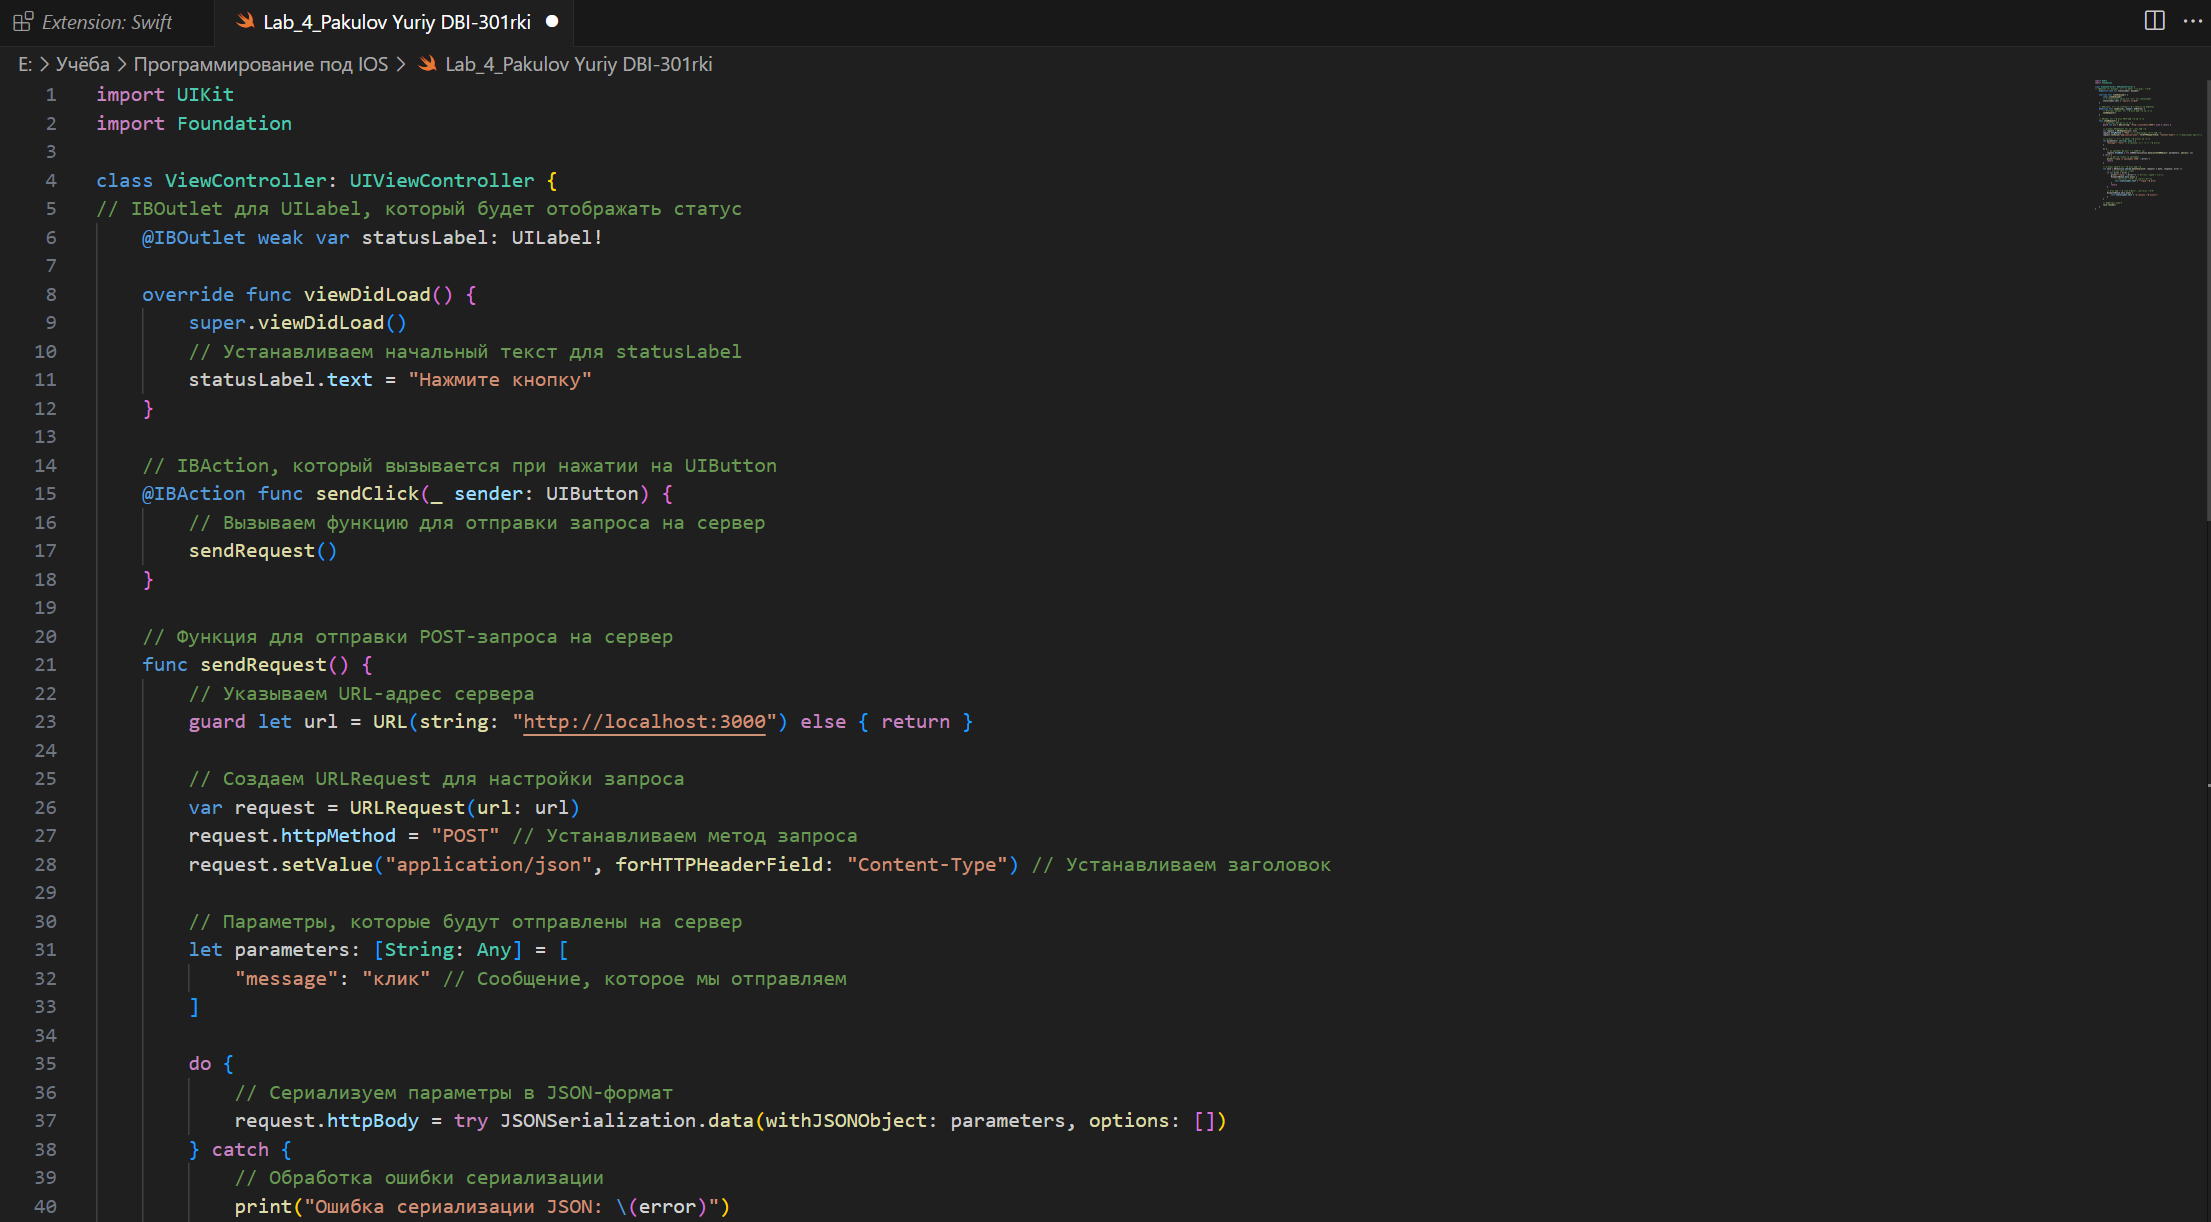 Extension: Swift
Lab_4_Pakulov Yuriy DBI-301rki
E: > Учёба > Программирование под IOS > Lab_4_Pakulov Yuriy DBI-301rki
1 import UIKit
2 import Foundation
3
4 class ViewController: UIViewController {
5 // IBOutlet для UILabel, который будет отображать статус
6 @IBOutlet weak var statusLabel: UILabel!
7
8 override func viewDidLoad() {
9 super.viewDidLoad()
10 // Устанавливаем начальный текст для statusLabel
11 statusLabel.text = "Нажмите кнопку"
12 }
13
14 // IBAction, который вызывается при нажатии на UIButton
15 @IBAction func sendClick(_ sender: UIButton) {
16 // Вызываем функцию для отправки запроса на сервер
17 sendRequest()
18 }
19
20 // Функция для отправки POST-запроса на сервер
21 func sendRequest() {
22 // Указываем URL-адрес сервера
23 guard let url = URL(string: "http://localhost:3000") else { return }
24
25 // Создаем URLRequest для настройки запроса
26 var request = URLRequest(url: url)
27 request.httpMethod = "POST" // Устанавливаем метод запроса
28 request.setValue("application/json", forHTTPHeaderField: "Content-Type") // Устанавливаем заголовок
29
30 // Параметры, которые будут отправлены на сервер
31 let parameters: [String: Any] = [
32 "message": "клик" // Сообщение, которое мы отправляем
33 ]
34
35 do {
36 // Сериализуем параметры в JSON-формат
37 request.httpBody = try JSONSerialization.data(withJSONObject: parameters, options: [])
38 } catch {
39 // Обработка ошибки сериализации
40 print("Ошибка сериализации JSON: \(error)")